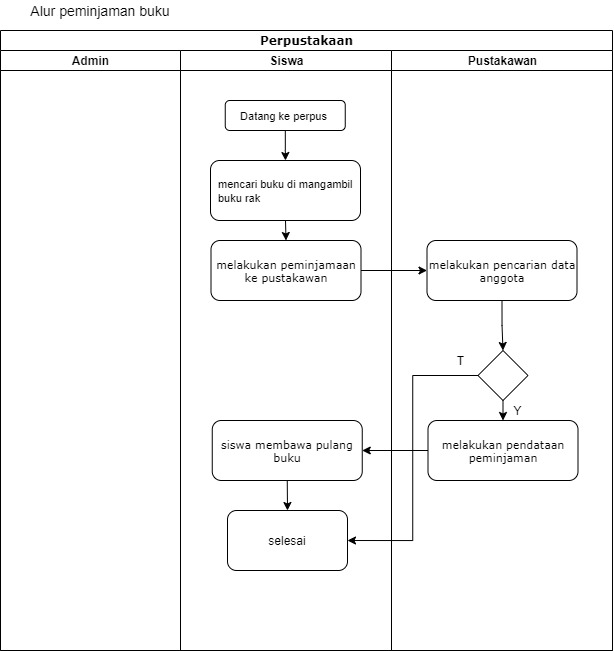 Alur peminjaman buku
Perpustakaan
Admin
Siswa
Pustakawan
Datang ke perpus
mencari buku di mangambil
buku rak
melakukan peminjamaan
ke pustakawan
melakukan pencarian data
anggota
T
Y
siswa membawa pulang
buku
melakukan pendataan
peminjaman
selesai